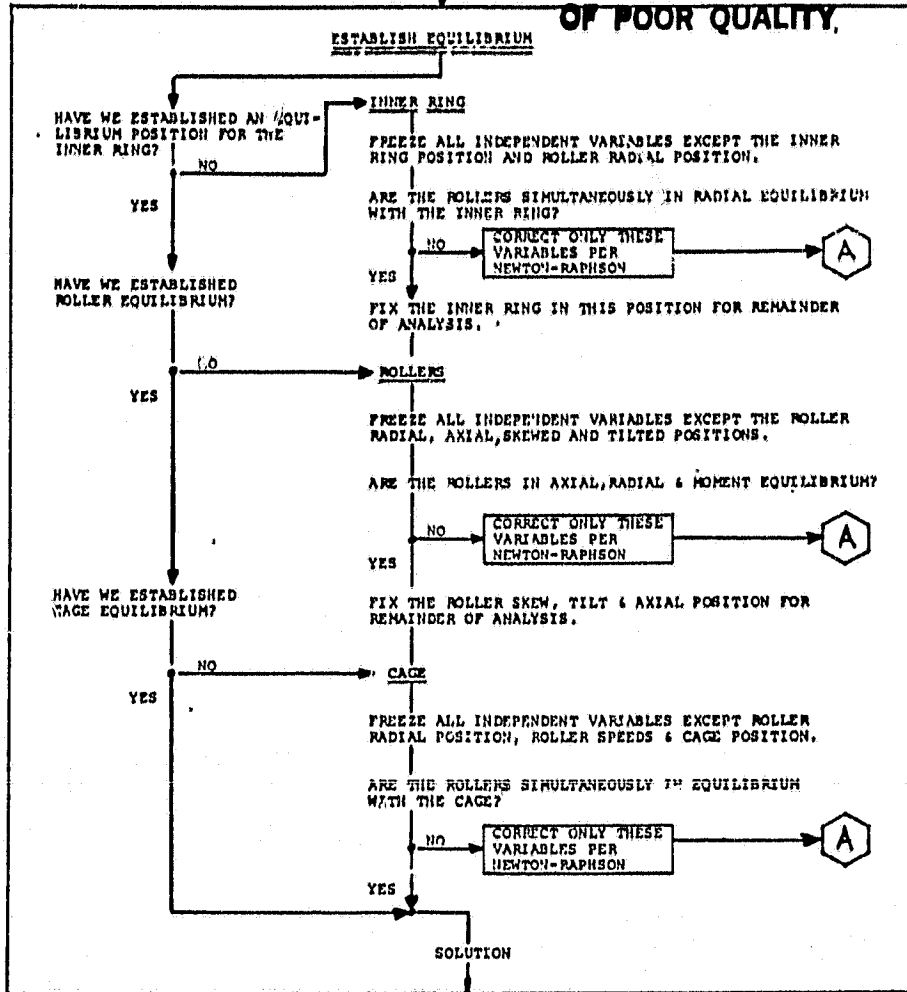 OF POOR QUALITY
ESTABLISH EQUILIBRIUM
HAVE WE ESTABLISHED AN EQUI-
LIBRIUM POSITION FOR THE
INNER RING?
NO
YES
INNER RING
FREEZE ALL INDEPENDENT VARIABLES EXCEPT THE INNER
RING POSITION AND ROLLER RADIAL POSITION.
ARE THE ROLLERS SIMULTANEOUSLY IN RADIAL EQUILIBRIUM
WITH THE INNER RING?
NO
CORRECT ONLY THESE
VARIABLES PER
NEWTON-RAPHSON
A
YES
FIX THE INNER RING IN THIS POSITION FOR REMAINDER
OF ANALYSIS.
HAVE WE ESTABLISHED
ROLLER EQUILIBRIUM?
NO
YES
ROLLERS
FREEZE ALL INDEPENDENT VARIABLES EXCEPT THE ROLLER
RADIAL, AXIAL, SKEWED AND TILTED POSITIONS.
ARE THE ROLLERS IN AXIAL, RADIAL & MOMENT EQUILIBRIUM?
NO
CORRECT ONLY THESE
VARIABLES PER
NEWTON-RAPHSON
A
YES
FIX THE ROLLER SKEW, TILT & AXIAL POSITION FOR
REMAINDER OF ANALYSIS.
HAVE WE ESTABLISHED
CAGE EQUILIBRIUM?
NO
YES
CAGE
FREEZE ALL INDEPENDENT VARIABLES EXCEPT ROLLER
RADIAL POSITION, ROLLER SPEEDS & CAGE POSITION.
ARE THE ROLLERS SIMULTANEOUSLY IN EQUILIBRIUM
WITH THE CAGE?
NO
CORRECT ONLY THESE
VARIABLES PER
NEWTON-RAPHSON
A
YES
SOLUTION